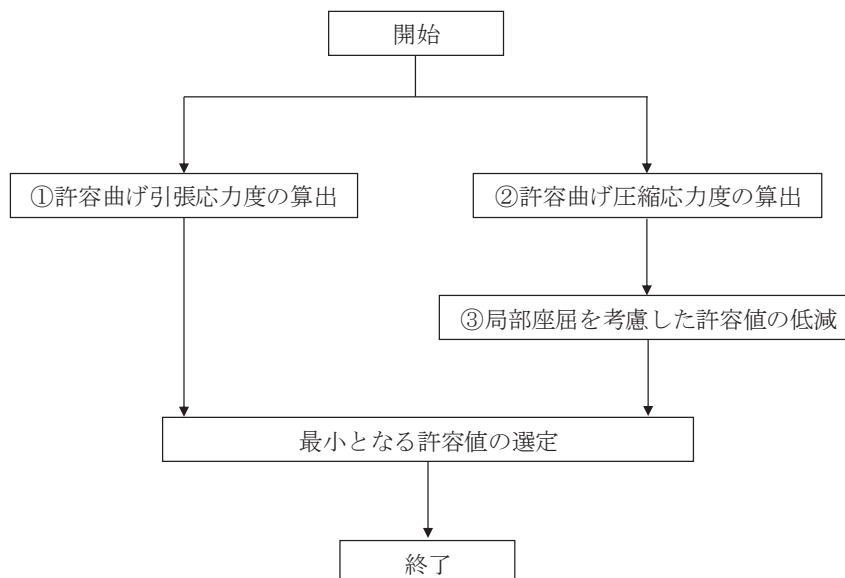 開始
①許容曲げ引張応力度の算出
②許容曲げ圧縮応力度の算出
③局部座屈を考慮した許容値の低減
最小となる許容値の選定
終了